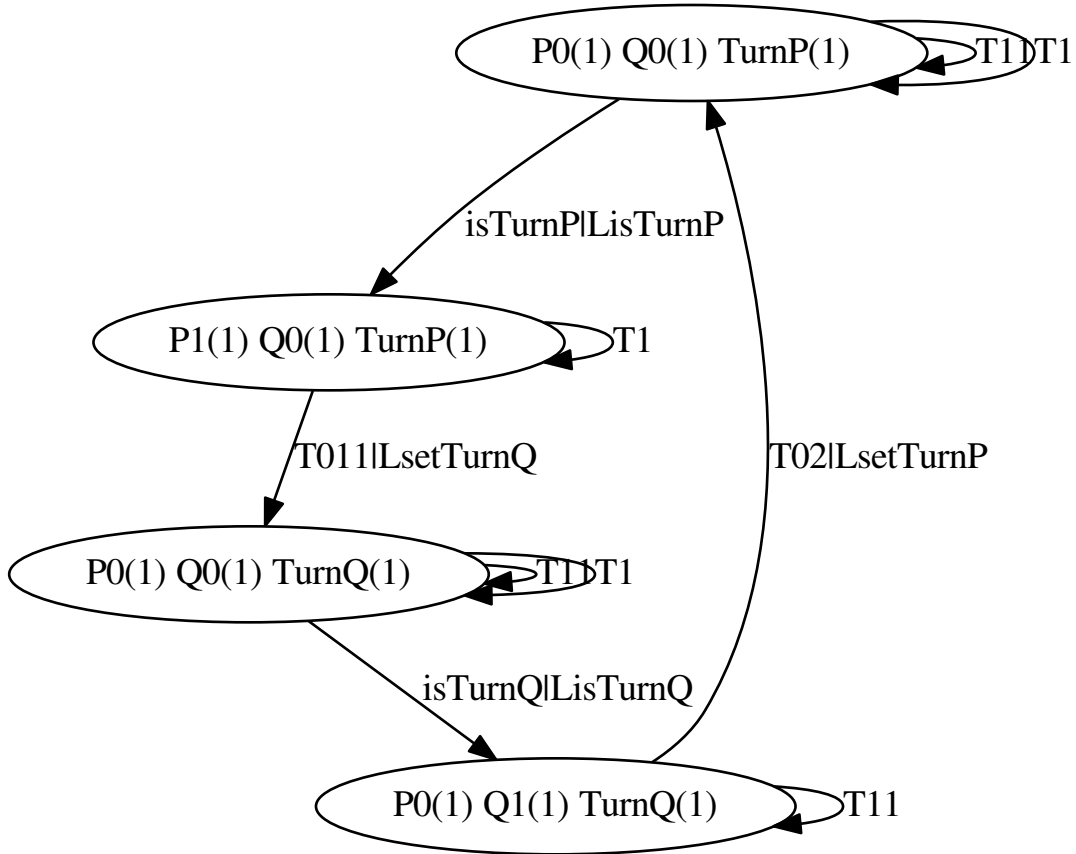 P0(1) Q0(1) TurnP(1)
T11
T1
isTurnP|LisTurnP
P1(1) Q0(1) TurnP(1)
T1
T011|LsetTurnQ
T02|LsetTurnP
P0(1) Q0(1) TurnQ(1)
T11
T1
isTurnQ|LisTurnQ
P0(1) Q1(1) TurnQ(1)
T11